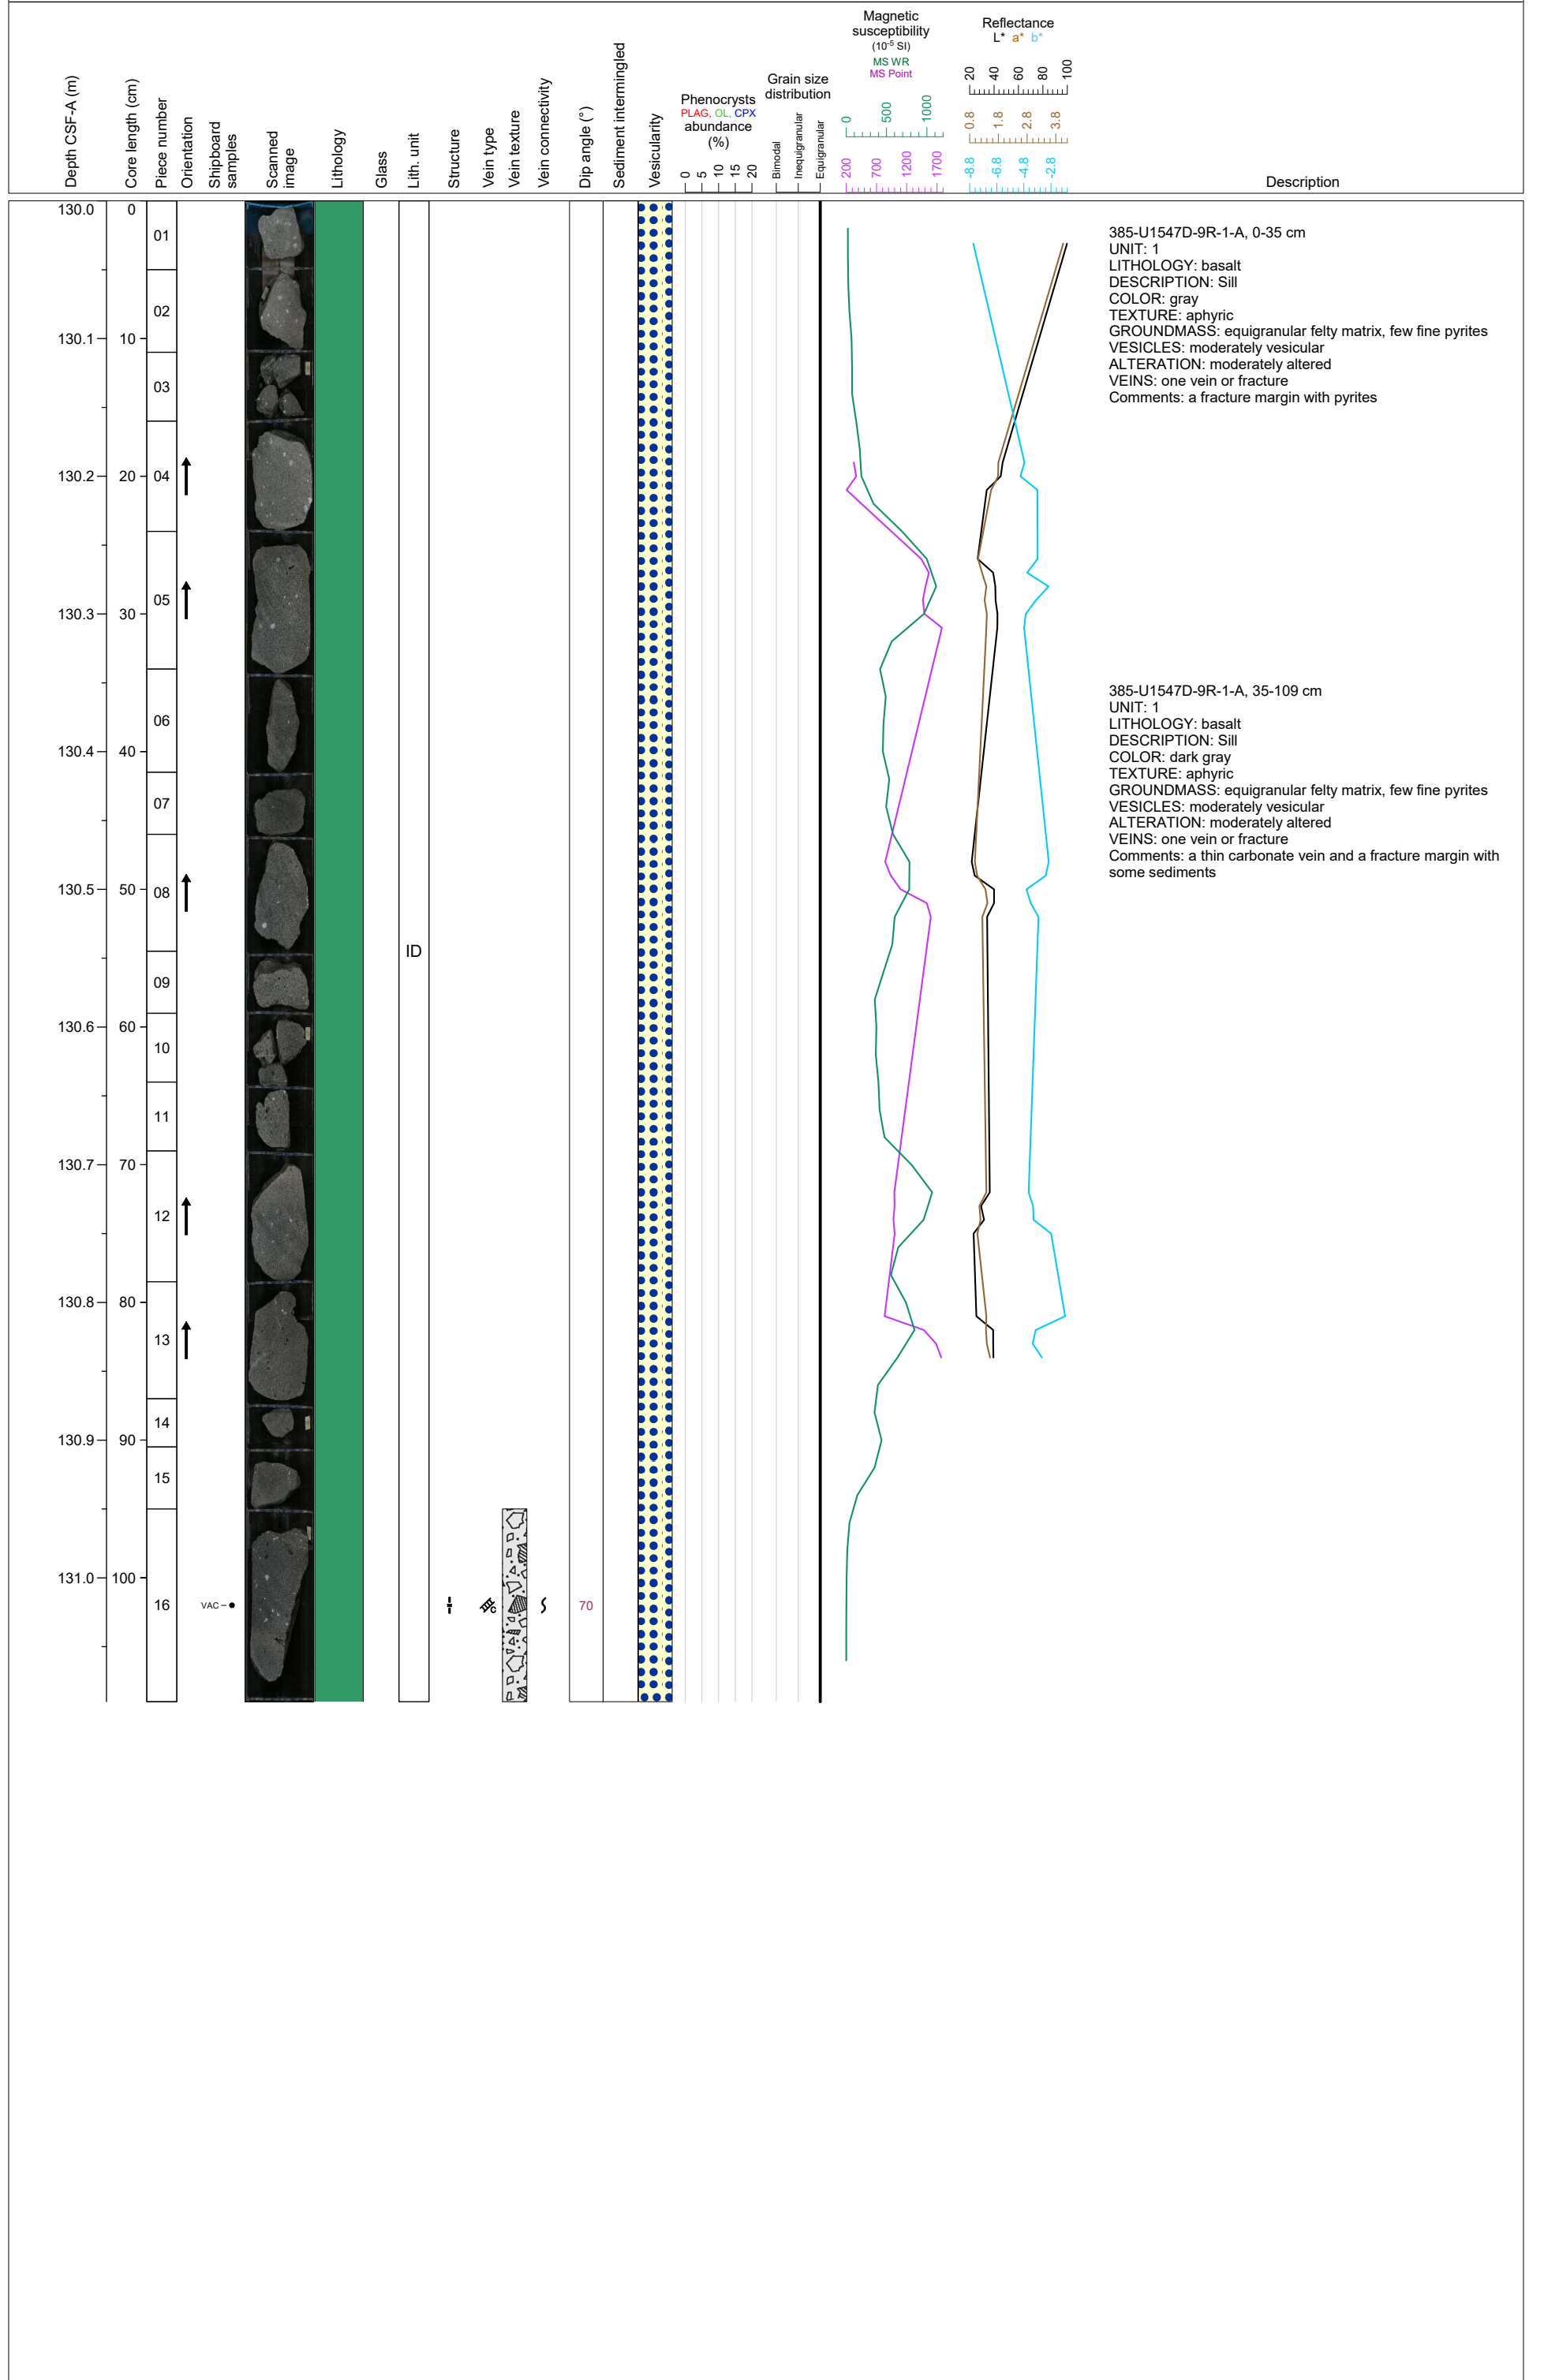 Magnetic
susceptibility
(10⁻⁵ SI)
MS WR
MS Point
Reflectance
L* a* b*
Depth CSF-A (m)
Core length (cm)
Piece number
Orientation
Shipboard
samples
Scanned
image
Lithology
Glass
Lith. unit
Structure
Vein type
Vein texture
Vein connectivity
Dip angle (°)
Sediment intermingled
Vesicularity
Phenocrysts
PLAG, OL, CPX
abundance
(%)
0 5 10 15 20
Grain size
distribution
Bimodal
Inequigranular
Equigranular
0 500 1000
200 700 1200 1700
20 40 60 80 100
0.8 1.8 2.8 3.8
-8.8 -6.8 -4.8 -2.8
Description
130.0 0
01
02
130.1 10
03
130.2 20 04
05
130.3 30
06
130.4 40
07
130.5 50 08
ID
09
130.6 60
10
11
130.7 70
12
130.8 80
13
14
130.9 90
15
131.0 100
16 VAC C 70
385-U1547D-9R-1-A, 0-35 cm
UNIT: 1
LITHOLOGY: basalt
DESCRIPTION: Sill
COLOR: gray
TEXTURE: aphyric
GROUNDMASS: equigranular felty matrix, few fine pyrites
VESICLES: moderately vesicular
ALTERATION: moderately altered
VEINS: one vein or fracture
Comments: a fracture margin with pyrites
385-U1547D-9R-1-A, 35-109 cm
UNIT: 1
LITHOLOGY: basalt
DESCRIPTION: Sill
COLOR: dark gray
TEXTURE: aphyric
GROUNDMASS: equigranular felty matrix, few fine pyrites
VESICLES: moderately vesicular
ALTERATION: moderately altered
VEINS: one vein or fracture
Comments: a thin carbonate vein and a fracture margin with
some sediments